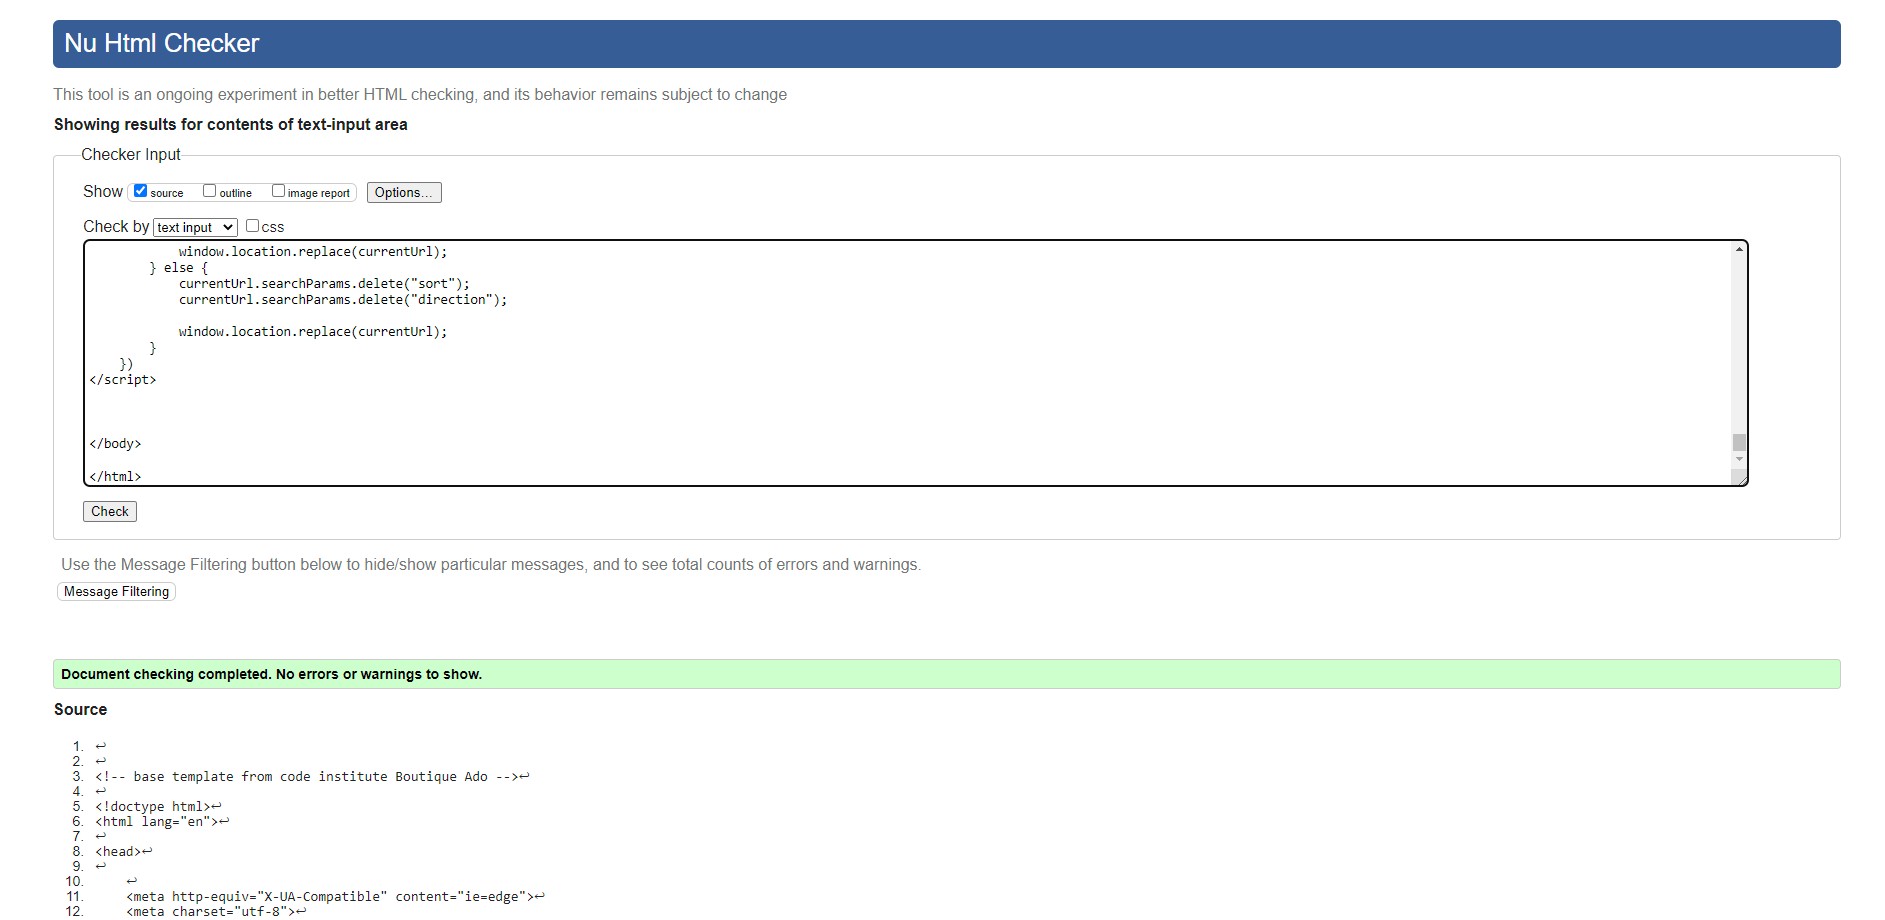 Nu Html Checker
This tool is an ongoing experiment in better HTML checking, and its behavior remains subject to change
Showing results for contents of text-input area
Checker Input
Show source outline image report Options...
Check by text input css
            window.location.replace(currentUrl);
        } else {
            currentUrl.searchParams.delete("sort");
            currentUrl.searchParams.delete("direction");
            window.location.replace(currentUrl);
        }
    })
</script>
</body>
</html>
Check
Use the Message Filtering button below to hide/show particular messages, and to see total counts of errors and warnings.
Message Filtering
Document checking completed. No errors or warnings to show.
Source
1. ↩
2. ↩
3. <!-- base template from code institute Boutique Ado -->↩
4. ↩
5. <!doctype html>↩
6. <html lang="en">↩
7. ↩
8. <head>↩
9. ↩
10.     ↩
11.     <meta http-equiv="X-UA-Compatible" content="ie=edge">↩
12.     <meta charset="utf-8">↩